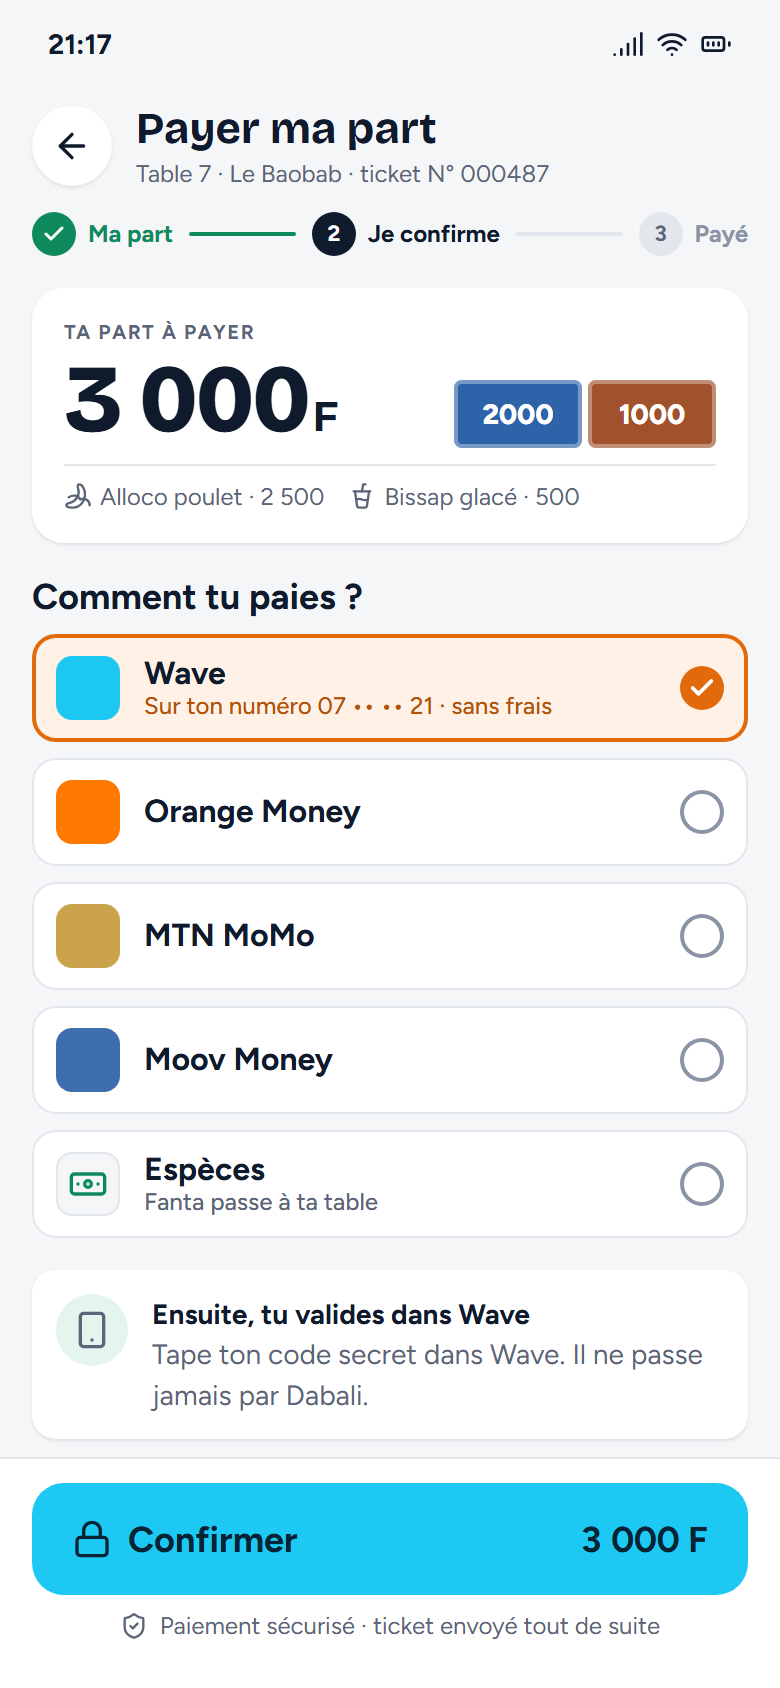 21:17
Payer ma part
Table 7 · Le Baobab · ticket N° 000487
Ma part
2 Je confirme
3 Payé
TA PART À PAYER
3 000 F
2000 1000
Alloco poulet · 2 500 Bissap glacé · 500
Comment tu paies ?
Wave
Sur ton numéro 07 •• •• 21 · sans frais
Orange Money
MTN MoMo
Moov Money
Espèces
Fanta passe à ta table
Ensuite, tu valides dans Wave
Tape ton code secret dans Wave. Il ne passe
jamais par Dabali.
Confirmer 3 000 F
Paiement sécurisé · ticket envoyé tout de suite